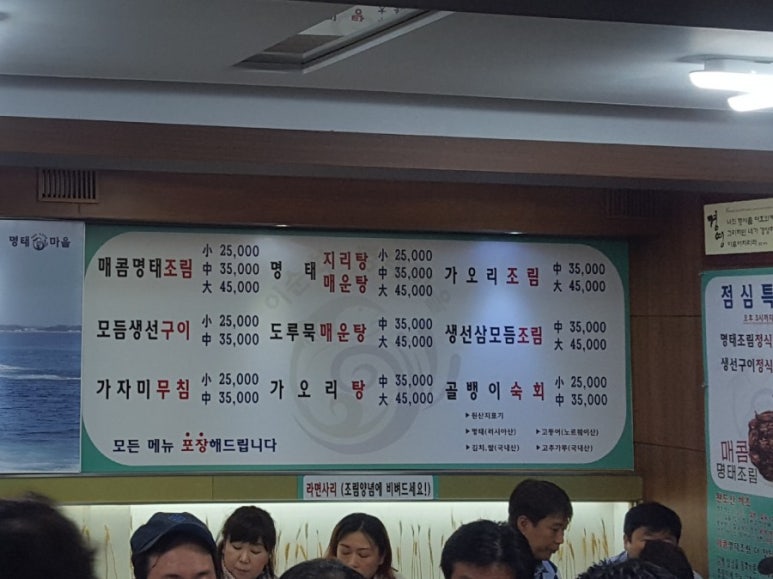 명태 마을
매콤명태조림 小 25,000 中 35,000 大 45,000
명태 지리탕 매운탕 小 25,000 中 35,000 大 45,000
가오리조림 中 35,000 大 45,000
모듬생선구이 小 25,000 中 35,000
도루묵매운탕 中 35,000 大 45,000
생선삼모듬조림 中 35,000 大 45,000
가자미무침 小 25,000 中 35,000
가오리탕 中 35,000 大 45,000
골뱅이숙회 小 25,000 中 35,000
▶원산지표기
▶명태(러시아산) ▶고등어(노르웨이산)
▶김치,쌀(국내산) ▶고추가루(국내산)
모든 메뉴 포장해드립니다
라면사리 (조림양념에 비벼드세요!)
점심특
오후 3시까지
명태조림정식
생선구이정식
매콤
명태조림